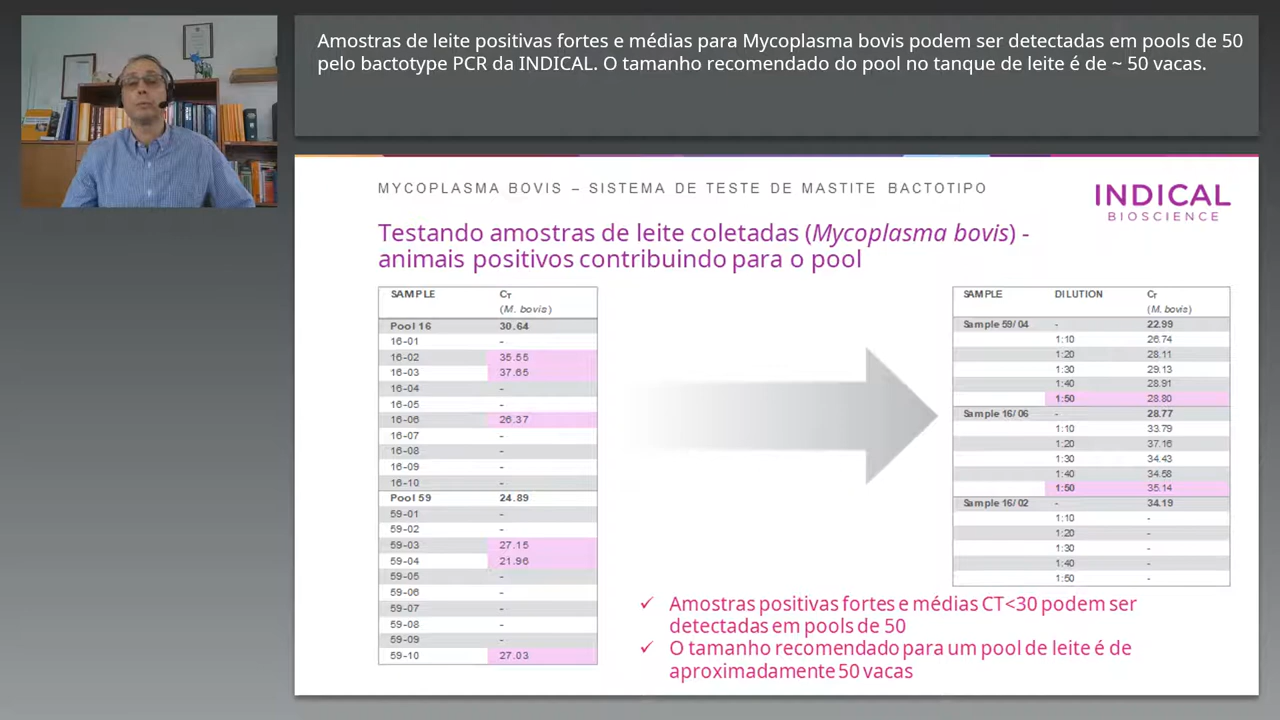 Amostras de leite positivas fortes e médias para Mycoplasma bovis podem ser detectadas em pools de 50
pelo bactotype PCR da INDICAL. O tamanho recomendado do pool no tanque de leite é de ~ 50 vacas.
MYCOPLASMA BOVIS – SISTEMA DE TESTE DE MASTITE BACTOTIPO
INDICAL
BIOSCIENCE
Testando amostras de leite coletadas (Mycoplasma bovis) -
animais positivos contribuindo para o pool
SAMPLE CT
(M. bovis)
Pool 16 30.64
16-01 -
16-02 35.55
16-03 37.65
16-04 -
16-05 -
16-06 26.37
16-07 -
16-08 -
16-09 -
16-10 -
Pool 59 24.89
59-01 -
59-02 -
59-03 27.15
59-04 21.96
59-05 -
59-06 -
59-07 -
59-08 -
59-09 -
59-10 27.03
SAMPLE DILUTION CT
(M. bovis)
Sample 59/04 - 22.99
1:10 26.74
1:20 28.11
1:30 29.13
1:40 28.91
1:50 28.80
Sample 16/06 - 28.77
1:10 33.79
1:20 37.16
1:30 34.43
1:40 34.58
1:50 35.14
Sample 16/02 - 34.19
1:10 -
1:20 -
1:30 -
1:40 -
1:50 -
✓ Amostras positivas fortes e médias CT<30 podem ser
detectadas em pools de 50
✓ O tamanho recomendado para um pool de leite é de
aproximadamente 50 vacas